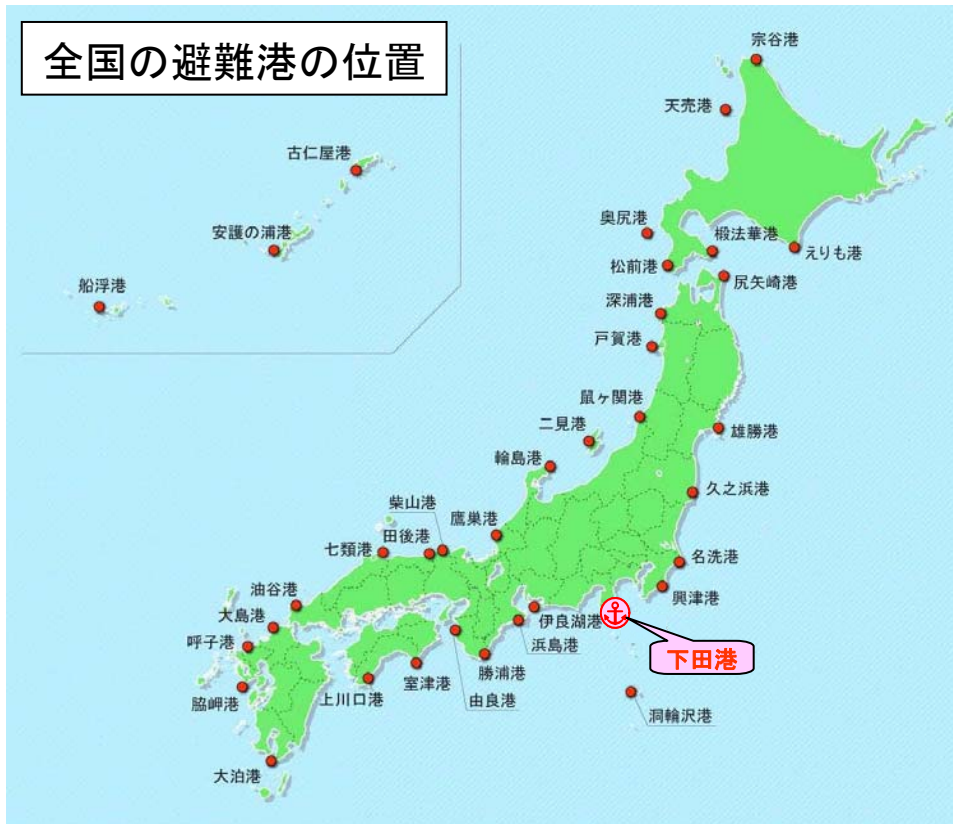 全国の避難港の位置
宗谷港
天売港
古仁屋港
奥尻港
安護の浦港
椴法華港
えりも港
松前港
尻矢崎港
船浮港
深浦港
戸賀港
鼠ヶ関港
二見港
雄勝港
輪島港
久之浜港
柴山港
鷹巣港
田後港
七類港
名洗港
油谷港
興津港
大島港
伊良湖港
呼子港
浜島港
下田港
勝浦港
室津港
上川口港
脇岬港
由良港
洞輪沢港
大泊港